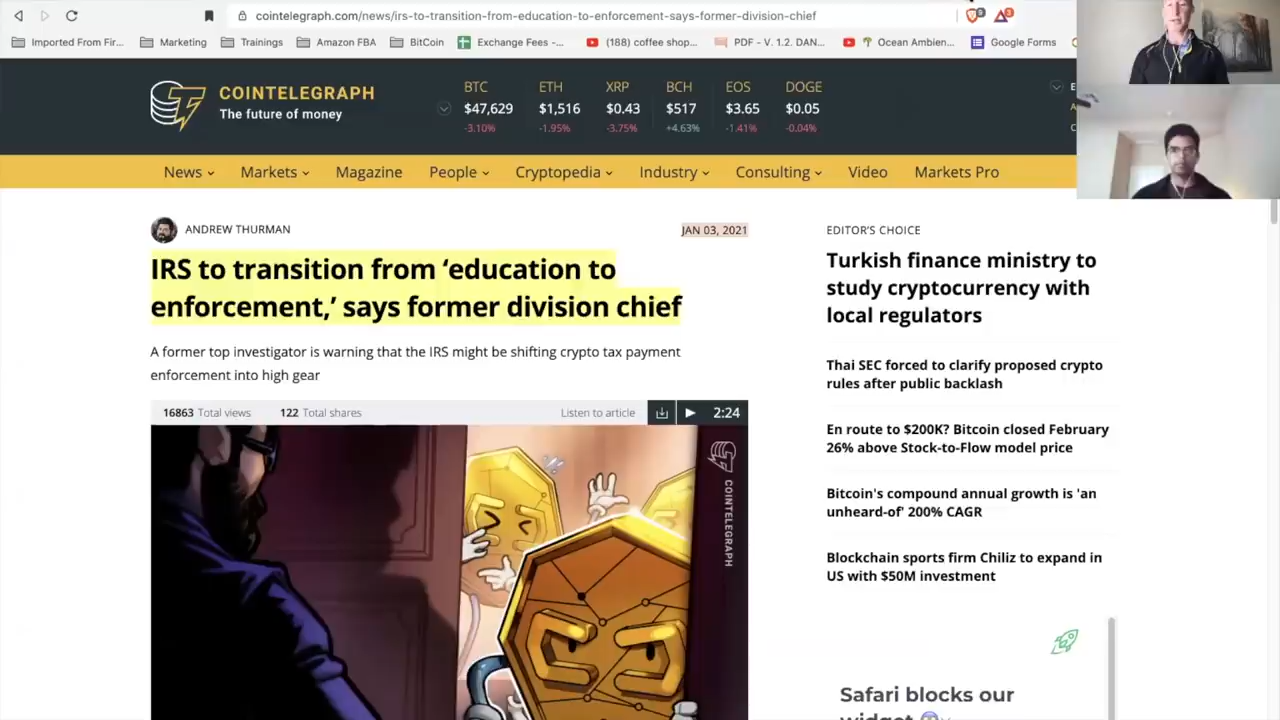 cointelegraph.com/news/irs-to-transition-from-education-to-enforcement-says-former-division-chief
9
3
Imported From Fir...
Marketing
Trainings
Amazon FBA
BitCoin
Exchange Fees -...
(188) coffee shop...
PDF - V. 1.2. DAN...
Ocean Ambien...
Google Forms
COINTELEGRAPH
The future of money
BTC
ETH
XRP
BCH
EOS
DOGE
$47,629
$1,516
$0.43
$517
$3.65
$0.05
-3.10%
-1.95%
-3.75%
+4.63%
-1.41%
-0.04%
News
Markets
Magazine
People
Cryptopedia
Industry
Consulting
Video
Markets Pro
ANDREW THURMAN
JAN 03, 2021
IRS to transition from ‘education to
enforcement,’ says former division chief
A former top investigator is warning that the IRS might be shifting crypto tax payment
enforcement into high gear
16863 Total views
122 Total shares
Listen to article
2:24
COINTELEGRAPH
EDITOR'S CHOICE
Turkish finance ministry to
study cryptocurrency with
local regulators
Thai SEC forced to clarify proposed crypto
rules after public backlash
En route to $200K? Bitcoin closed February
26% above Stock-to-Flow model price
Bitcoin's compound annual growth is 'an
unheard-of' 200% CAGR
Blockchain sports firm Chiliz to expand in
US with $50M investment
Safari blocks our
widget